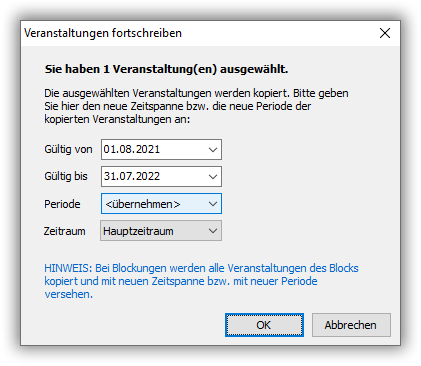 Veranstaltungen fortschreiben
Sie haben 1 Veranstaltung(en) ausgewählt.
Die ausgewählten Veranstaltungen werden kopiert. Bitte geben
Sie hier den neue Zeitspanne bzw. die neue Periode der
kopierten Veranstaltungen an:
Gültig von 01.08.2021
Gültig bis 31.07.2022
Periode <übernehmen>
Zeitraum Hauptzeitraum
HINWEIS: Bei Blockungen werden alle Veranstaltungen des Blocks
kopiert und mit neuen Zeitspanne bzw. mit neuer Periode
versehen.
OK Abbrechen